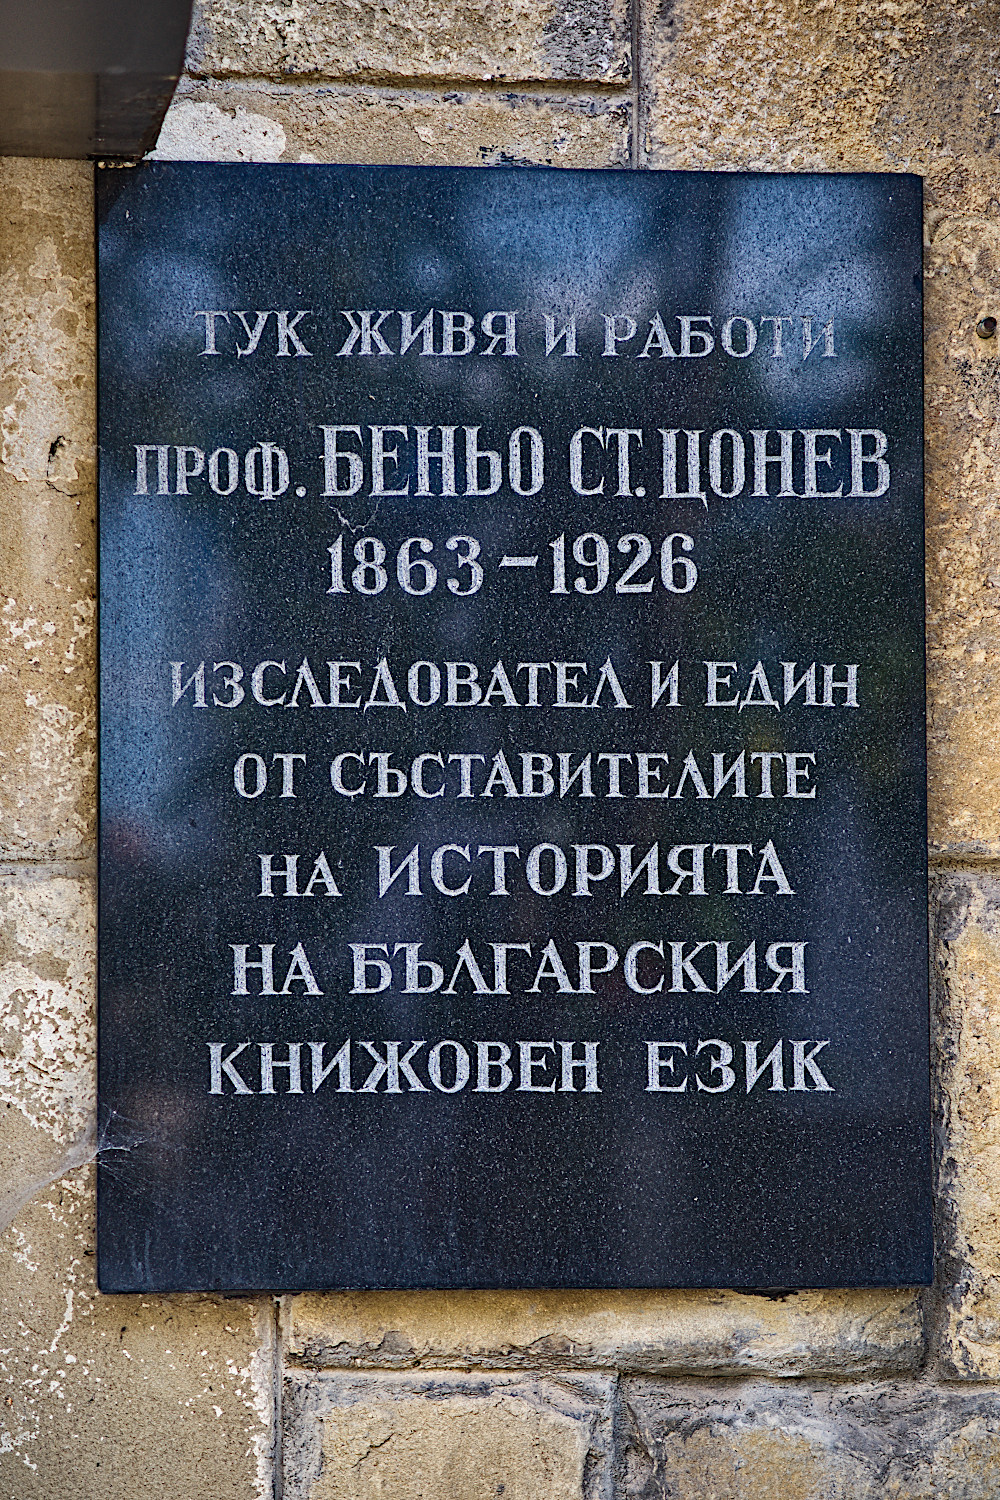 ТУК ЖИВЯ И РАБОТИ
ПРОФ. БЕНЬО СТ. ЦОНЕВ
1863 – 1926
ИЗСЛЕДОВАТЕЛ И ЕДИН
ОТ СЪСТАВИТЕЛИТЕ
НА ИСТОРИЯТА
НА БЪЛГАРСКИЯ
КНИЖОВЕН ЕЗИК